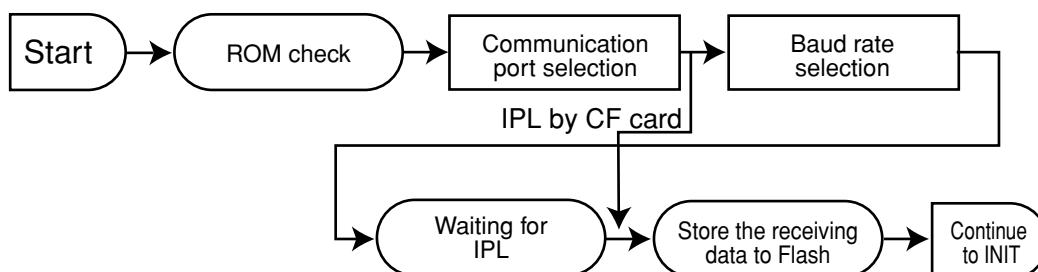 Start
ROM check
Communication
port selection
Baud rate
selection
IPL by CF card
Waiting for
IPL
Store the receiving
data to Flash
Continue
to INIT